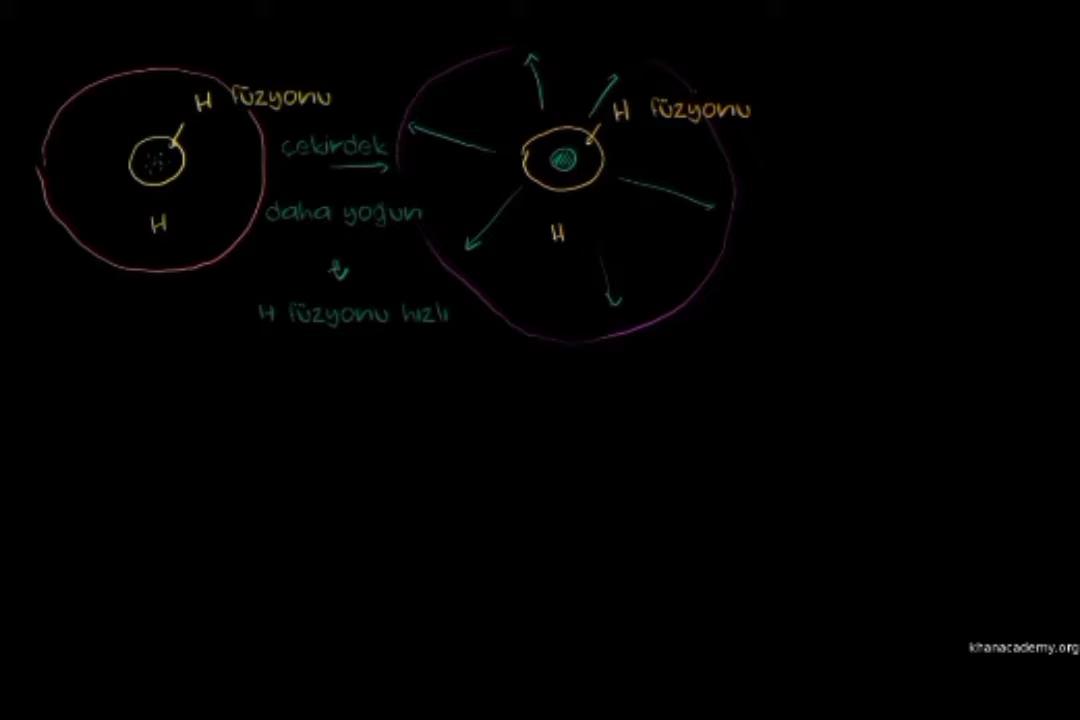 H füzyonu
H
çekirdek
daha yoğun
H füzyonu hızlı
H füzyonu
H
khanacademy.org